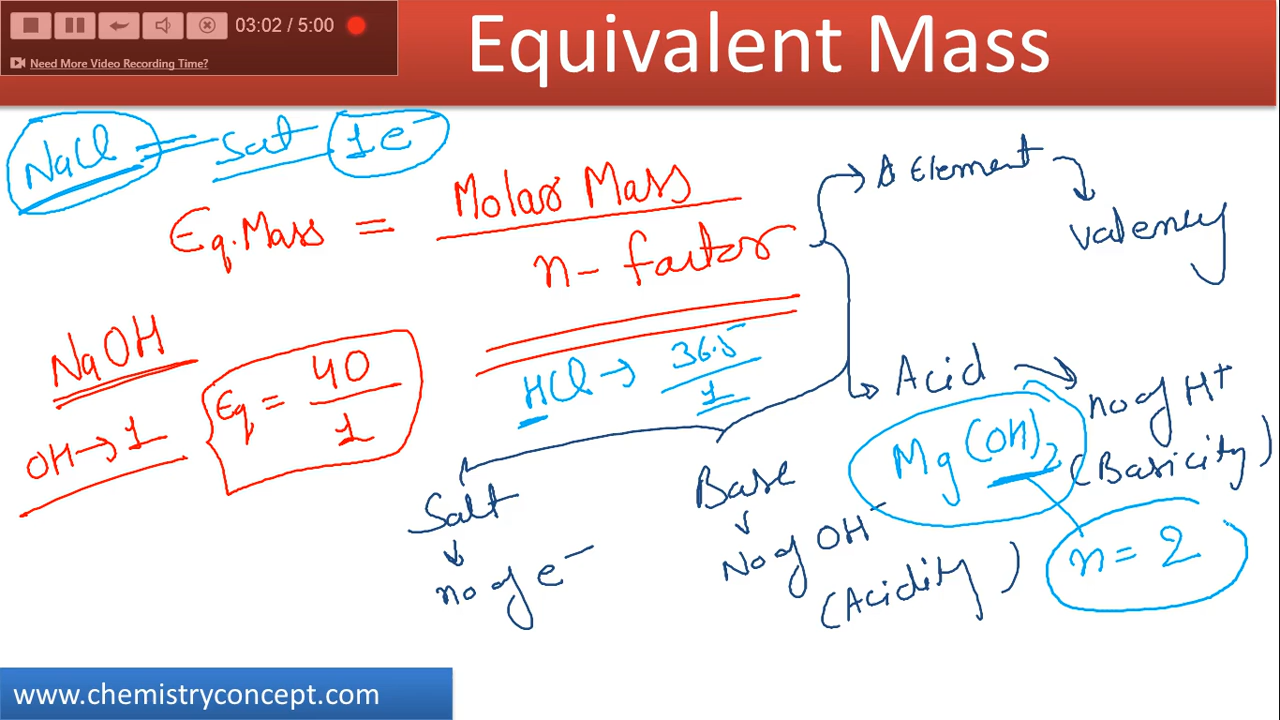 03:02 / 5:00
Need More Video Recording Time?
Equivalent Mass
NaCl = Salt 1e⁻
Eq. Mass = Molar Mass / n-factor
Element
Valency
Acid
no of H⁺
(Basicity)
Base
No of OH⁻
(Acidity)
Salt
no of e⁻
NaOH
OH → 1
Eq = 40 / 1
HCl → 36.5 / 1
Mg(OH)₂
n = 2
www.chemistryconcept.com